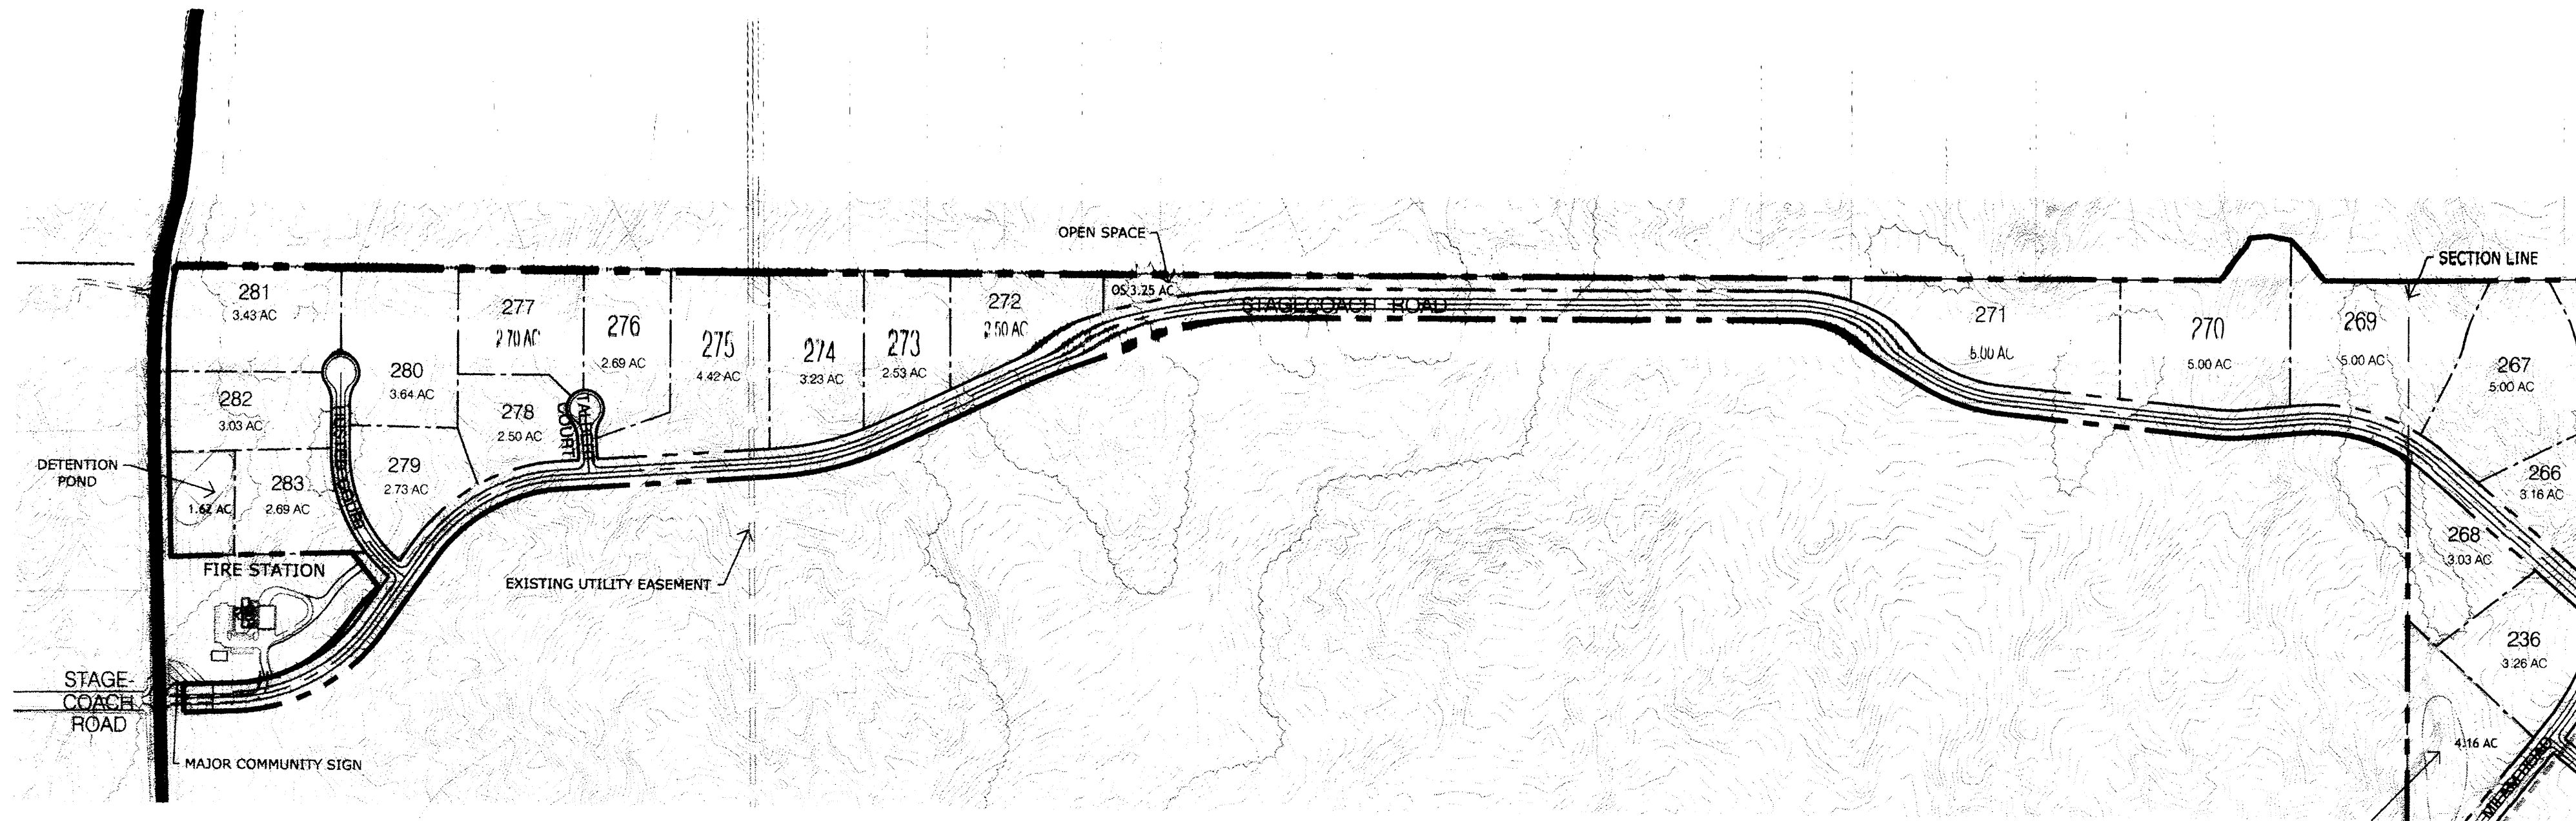 OPEN SPACE
SECTION LINE
281
3.43 AC
277
2.70 AC
276
2.69 AC
275
4.42 AC
274
3.23 AC
273
2.53 AC
272
2.50 AC
OS 3.25 AC
STAGECOACH ROAD
271
5.00 AC
270
5.00 AC
269
5.00 AC
267
5.00 AC
282
3.03 AC
280
3.64 AC
278
2.50 AC
COURT
DETENTION
POND
1.62 AC
283
2.69 AC
279
2.73 AC
266
3.16 AC
268
3.03 AC
FIRE STATION
EXISTING UTILITY EASEMENT
236
3.26 AC
STAGE-
COACH
ROAD
MAJOR COMMUNITY SIGN
4.16 AC